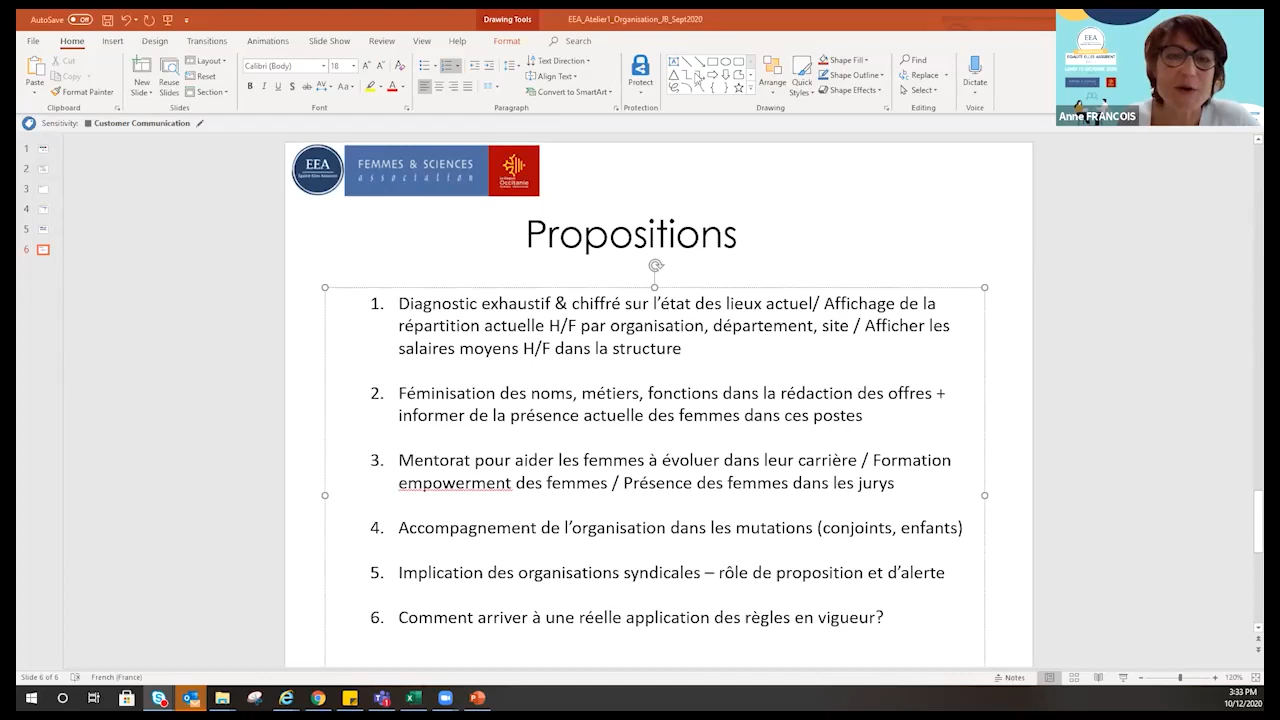 AutoSave Off
Drawing Tools
EEA_Atelier1_Organisation_JB_Sept2020
File Home Insert Design Transitions Animations Slide Show Review View Help Format Search
Paste
Cut
Copy
Format Painter
Clipboard
New Slide
Reuse Slides
Layout
Reset
Section
Slides
Calibri (Body) 18
Font
Text Direction
Align Text
Convert to SmartArt
Paragraph
Protect
Protection
Arrange
Quick Styles
Shape Fill
Shape Outline
Shape Effects
Drawing
Find
Replace
Select
Editing
Dictate
Voice
EEA
Anne FRANCOIS
Sensitivity: Customer Communication
1
2
3
4
5
6
EEA
FEMMES & SCIENCES
association
Occitanie
Propositions
1. Diagnostic exhaustif & chiffré sur l’état des lieux actuel/ Affichage de la
répartition actuelle H/F par organisation, département, site / Afficher les
salaires moyens H/F dans la structure
2. Féminisation des noms, métiers, fonctions dans la rédaction des offres +
informer de la présence actuelle des femmes dans ces postes
3. Mentorat pour aider les femmes à évoluer dans leur carrière / Formation
empowerment des femmes / Présence des femmes dans les jurys
4. Accompagnement de l’organisation dans les mutations (conjoints, enfants)
5. Implication des organisations syndicales – rôle de proposition et d’alerte
6. Comment arriver à une réelle application des règles en vigueur?
Slide 6 of 6 French (France) Notes 120%
3:33 PM
10/12/2020